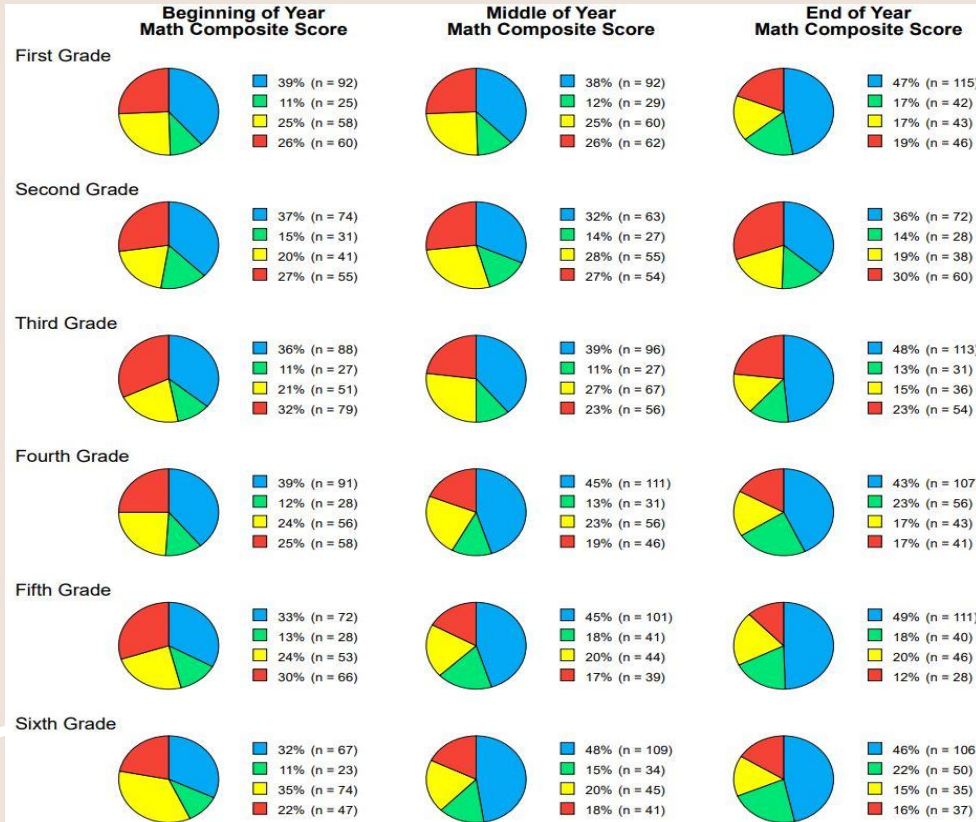 Beginning of Year
Math Composite Score
Middle of Year
Math Composite Score
End of Year
Math Composite Score
First Grade
39% (n = 92)
11% (n = 25)
25% (n = 58)
26% (n = 60)
38% (n = 92)
12% (n = 29)
25% (n = 60)
26% (n = 62)
47% (n = 115)
17% (n = 42)
17% (n = 43)
19% (n = 46)
Second Grade
37% (n = 74)
15% (n = 31)
20% (n = 41)
27% (n = 55)
32% (n = 63)
14% (n = 27)
28% (n = 55)
27% (n = 54)
36% (n = 72)
14% (n = 28)
19% (n = 38)
30% (n = 60)
Third Grade
36% (n = 88)
11% (n = 27)
21% (n = 51)
32% (n = 79)
39% (n = 96)
11% (n = 27)
27% (n = 67)
23% (n = 56)
48% (n = 113)
13% (n = 31)
15% (n = 36)
23% (n = 54)
Fourth Grade
39% (n = 91)
12% (n = 28)
24% (n = 56)
25% (n = 58)
45% (n = 111)
13% (n = 31)
23% (n = 56)
19% (n = 46)
43% (n = 107
23% (n = 56)
17% (n = 43)
17% (n = 41)
Fifth Grade
33% (n = 72)
13% (n = 28)
24% (n = 53)
30% (n = 66)
45% (n = 101)
18% (n = 41)
20% (n = 44)
17% (n = 39)
49% (n = 111)
18% (n = 40)
20% (n = 46)
12% (n = 28)
Sixth Grade
32% (n = 67)
11% (n = 23)
35% (n = 74)
22% (n = 47)
48% (n = 109)
15% (n = 34)
20% (n = 45)
18% (n = 41)
46% (n = 106
22% (n = 50)
15% (n = 35)
16% (n = 37)